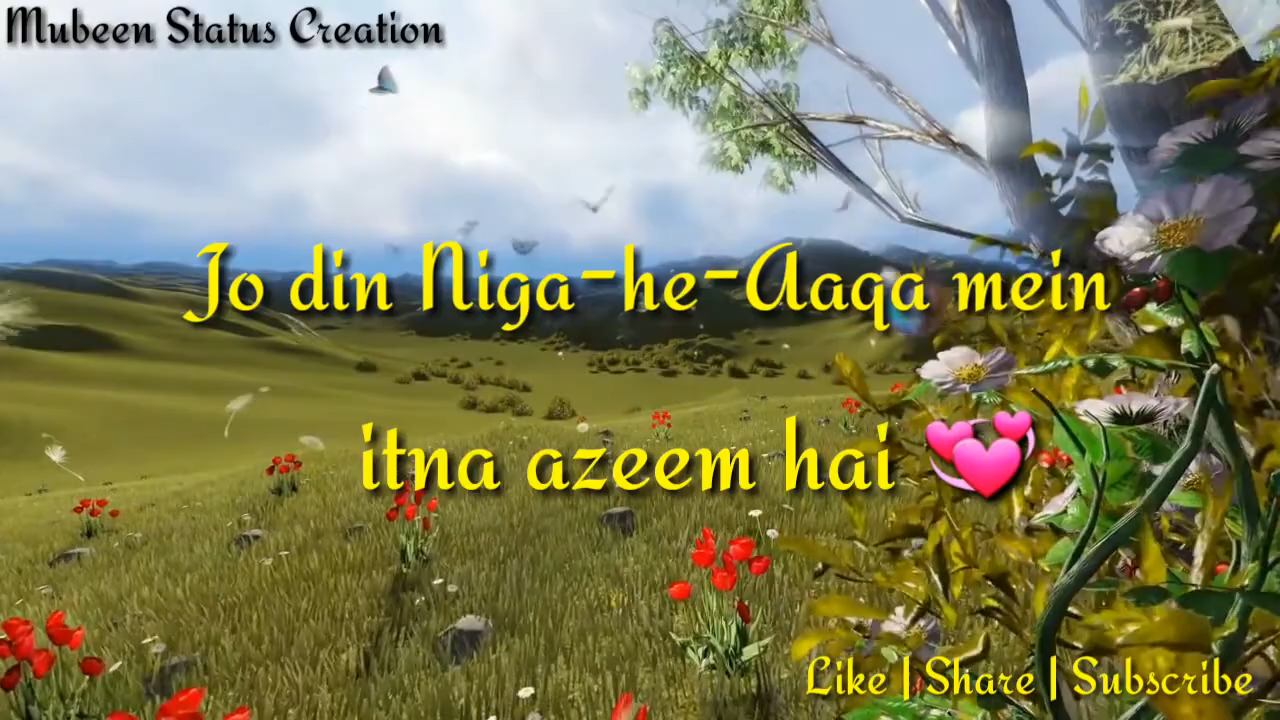 Mubeen Status Creation
Jo din Niga-he-Aaqa mein
itna azeem hai 💞
Like | Share | Subscribe